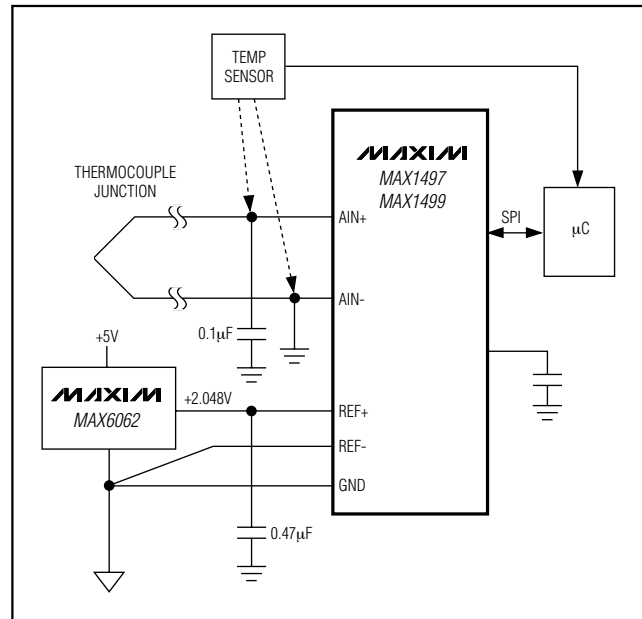 TEMP
SENSOR
MAXIM
MAX1497
MAX1499
THERMOCOUPLE
JUNCTION
AIN+
SPI
μC
AIN-
0.1μF
+5V
MAXIM
MAX6062
+2.048V
REF+
REF-
GND
0.47μF